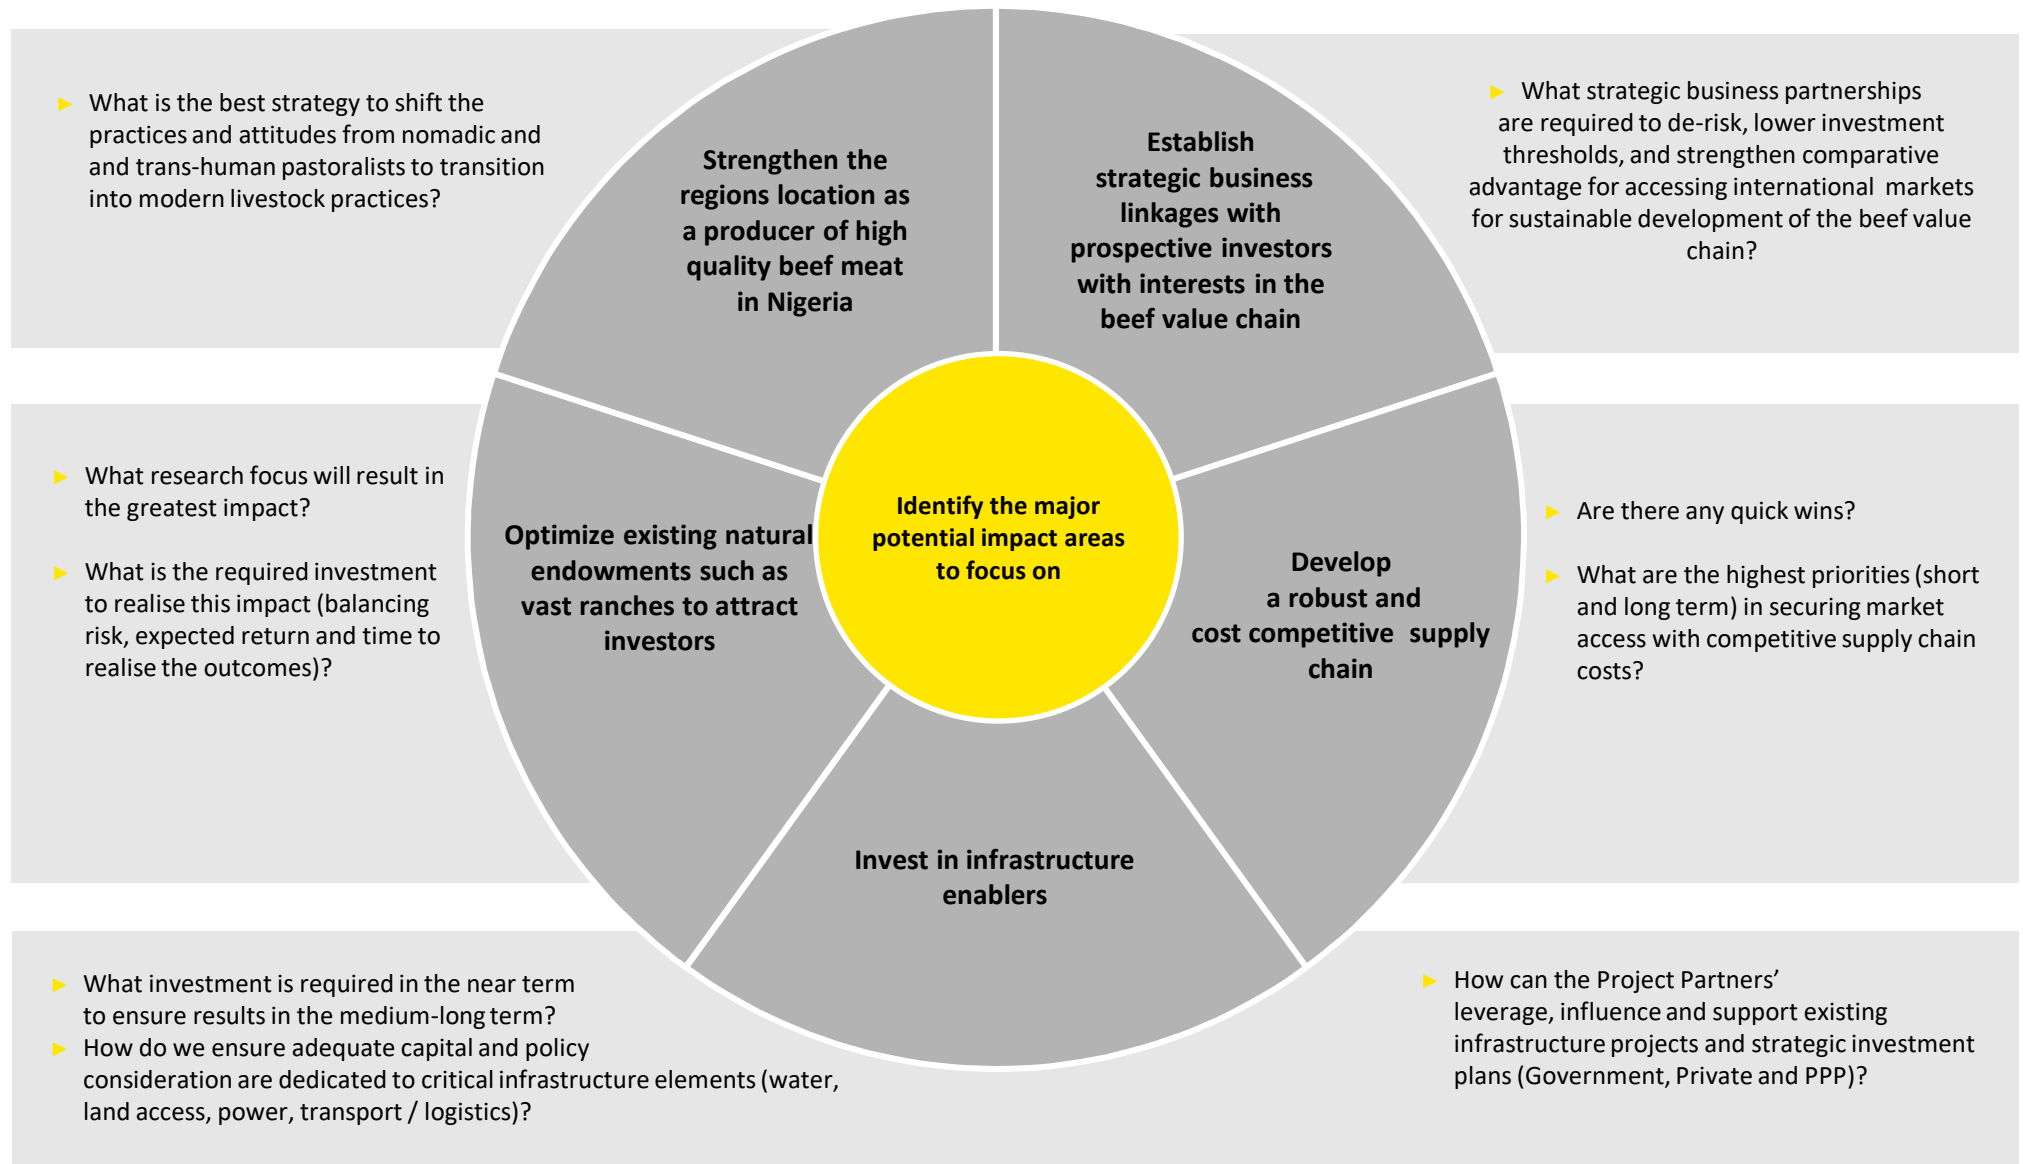 ► What is the best strategy to shift the
practices and attitudes from nomadic and
and trans-human pastoralists to transition
into modern livestock practices?
Strengthen the
regions location as
a producer of high
quality beef meat
in Nigeria
Establish
strategic business
linkages with
prospective investors
with interests in the
beef value chain
► What strategic business partnerships
are required to de-risk, lower investment
thresholds, and strengthen comparative
advantage for accessing international markets
for sustainable development of the beef value
chain?
► What research focus will result in
the greatest impact?
► What is the required investment
to realise this impact (balancing
risk, expected return and time to
realise the outcomes)?
Optimize existing natural
endowments such as
vast ranches to attract
investors
Identify the major
potential impact areas
to focus on
Develop
a robust and
cost competitive supply
chain
► Are there any quick wins?
► What are the highest priorities (short
and long term) in securing market
access with competitive supply chain
costs?
Invest in infrastructure
enablers
► What investment is required in the near term
to ensure results in the medium-long term?
► How do we ensure adequate capital and policy
consideration are dedicated to critical infrastructure elements (water,
land access, power, transport / logistics)?
► How can the Project Partners’
leverage, influence and support existing
infrastructure projects and strategic investment
plans (Government, Private and PPP)?